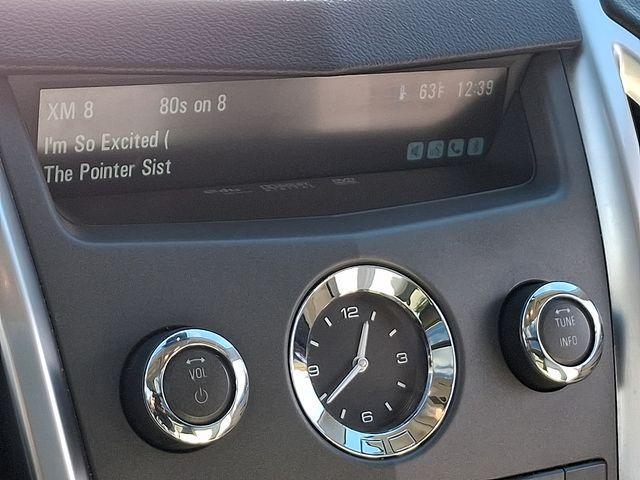 XM 8 80s on 8 63F 12:39
I'm So Excited (
The Pointer Sist
12
3
9
6
VOL
TUNE
INFO